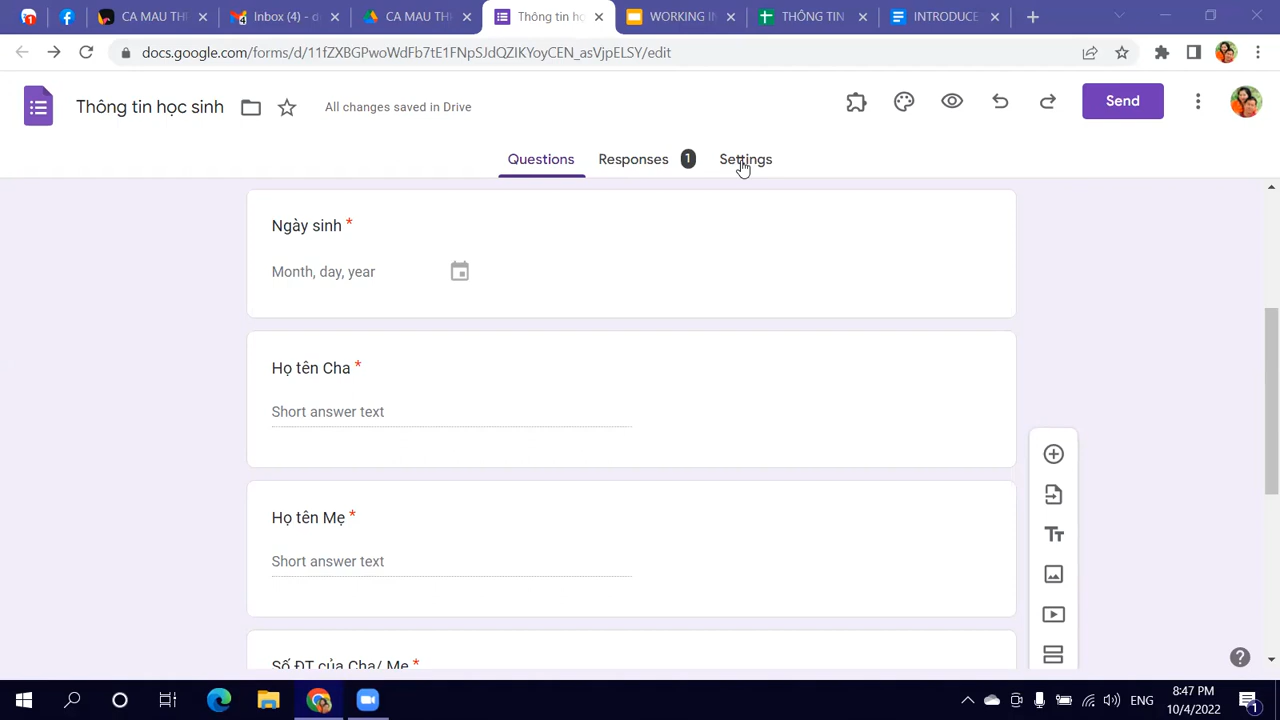 CA MAU TH
Inbox (4) - d
CA MAU TH
Thông tin họ
WORKING I
THÔNG TIN
INTRODUCE
docs.google.com/forms/d/11fZXBGPwoWdFb7tE1FNpSJdQZIKYoyCEN_asVjpELSY/edit
Thông tin học sinh
All changes saved in Drive
Send
Questions
Responses
1
Settings
Ngày sinh *
Month, day, year
Họ tên Cha *
Short answer text
Họ tên Mẹ *
Short answer text
Số ĐT của Cha/ Mẹ *
8:47 PM
ENG
10/4/2022
1